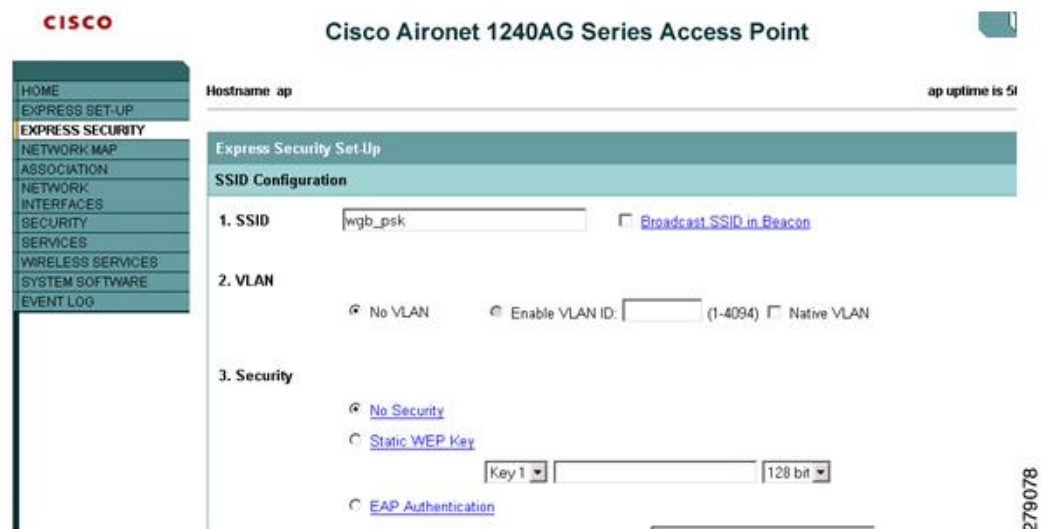 CISCO
Cisco Aironet 1240AG Series Access Point
HOME
EXPRESS SET-UP
EXPRESS SECURITY
NETWORK MAP
ASSOCIATION
NETWORK
INTERFACES
SECURITY
SERVICES
WIRELESS SERVICES
SYSTEM SOFTWARE
EVENT LOG
Hostname ap
ap uptime is
Express Security Set-Up
SSID Configuration
1. SSID wgb_psk Broadcast SSID in Beacon
2. VLAN
No VLAN Enable VLAN ID: (1-4094) Native VLAN
3. Security
No Security
Static WEP Key
Key 1 128 bit
EAP Authentication
279078